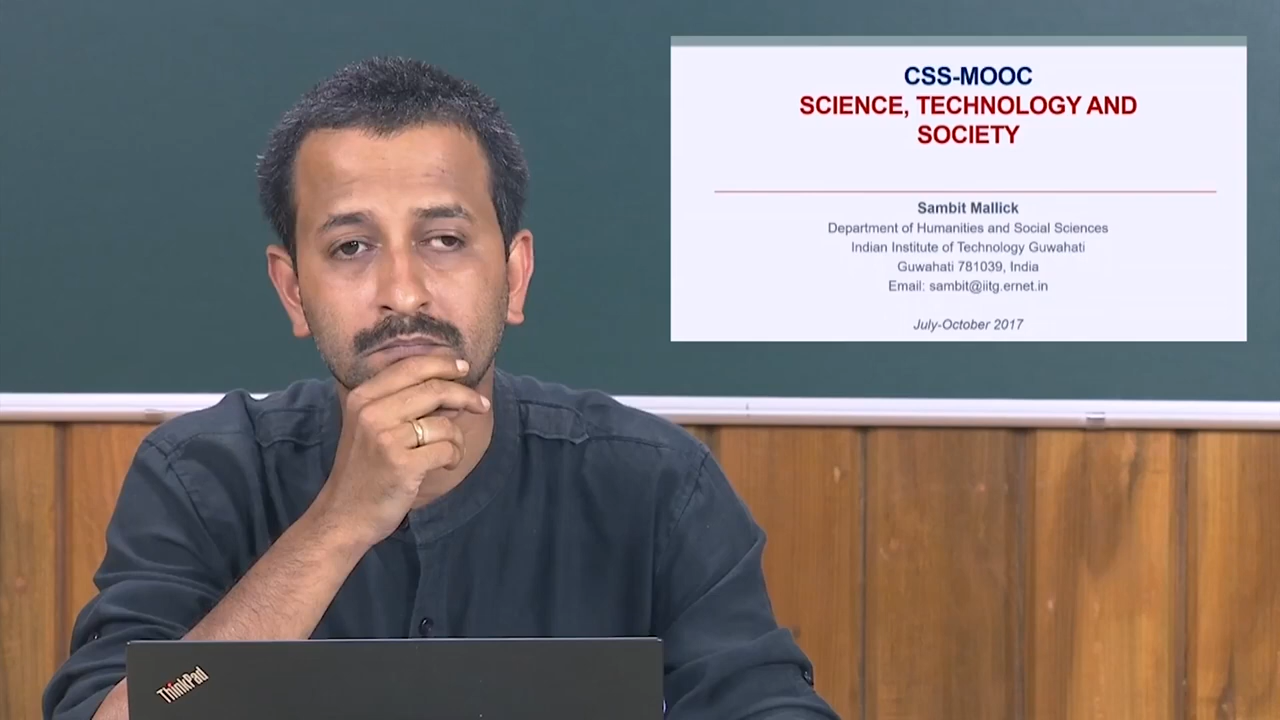 CSS-MOOC
SCIENCE, TECHNOLOGY AND
SOCIETY
Sambit Mallick
Department of Humanities and Social Sciences
Indian Institute of Technology Guwahati
Guwahati 781039, India
Email: sambit@iitg.ernet.in
July-October 2017
ThinkPad